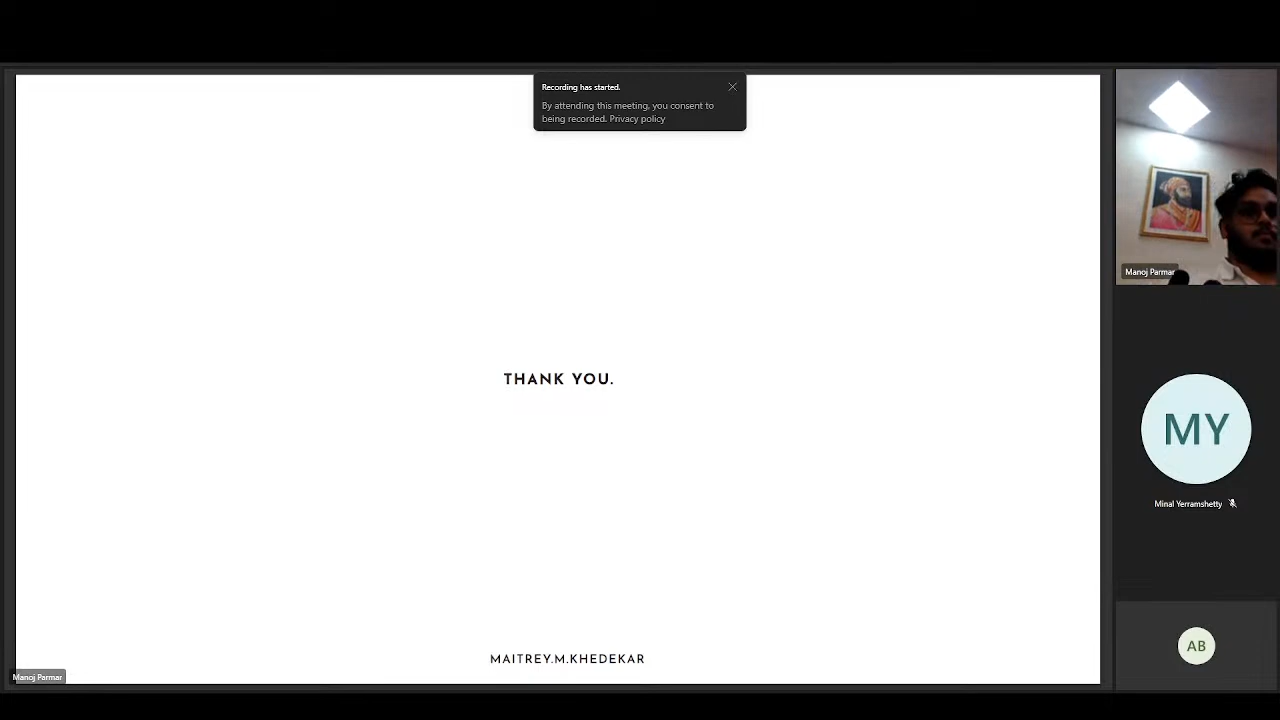 Recording has started.
By attending this meeting, you consent to
being recorded. Privacy policy
Manoj Parmar
THANK YOU.
MY
Minal Yerramshetty
AB
MAITREY.M.KHEDEKAR
Manoj Parmar